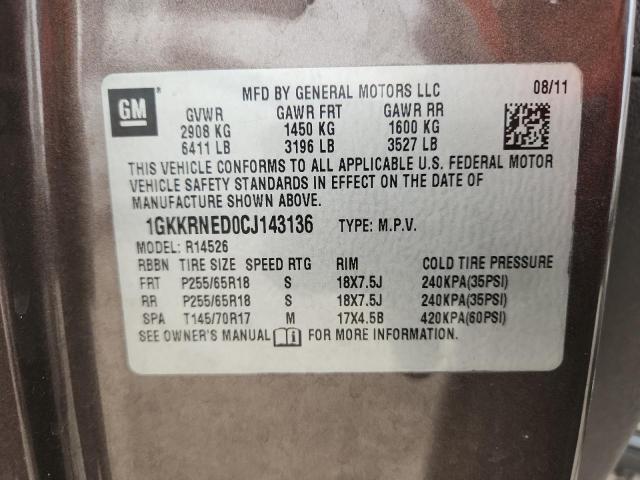 GM
MFD BY GENERAL MOTORS LLC 08/11
GVWR GAWR FRT GAWR RR
2908 KG 1450 KG 1600 KG
6411 LB 3196 LB 3527 LB
THIS VEHICLE CONFORMS TO ALL APPLICABLE U.S. FEDERAL MOTOR
VEHICLE SAFETY STANDARDS IN EFFECT ON THE DATE OF
MANUFACTURE SHOWN ABOVE.
1GKKRNED0CJ143136 TYPE: M.P.V.
MODEL: R14526
RBBN TIRE SIZE SPEED RTG RIM COLD TIRE PRESSURE
FRT P255/65R18 S 18X7.5J 240KPA(35PSI)
RR P255/65R18 S 18X7.5J 240KPA(35PSI)
SPA T145/70R17 M 17X4.5B 420KPA(60PSI)
SEE OWNER'S MANUAL FOR MORE INFORMATION.